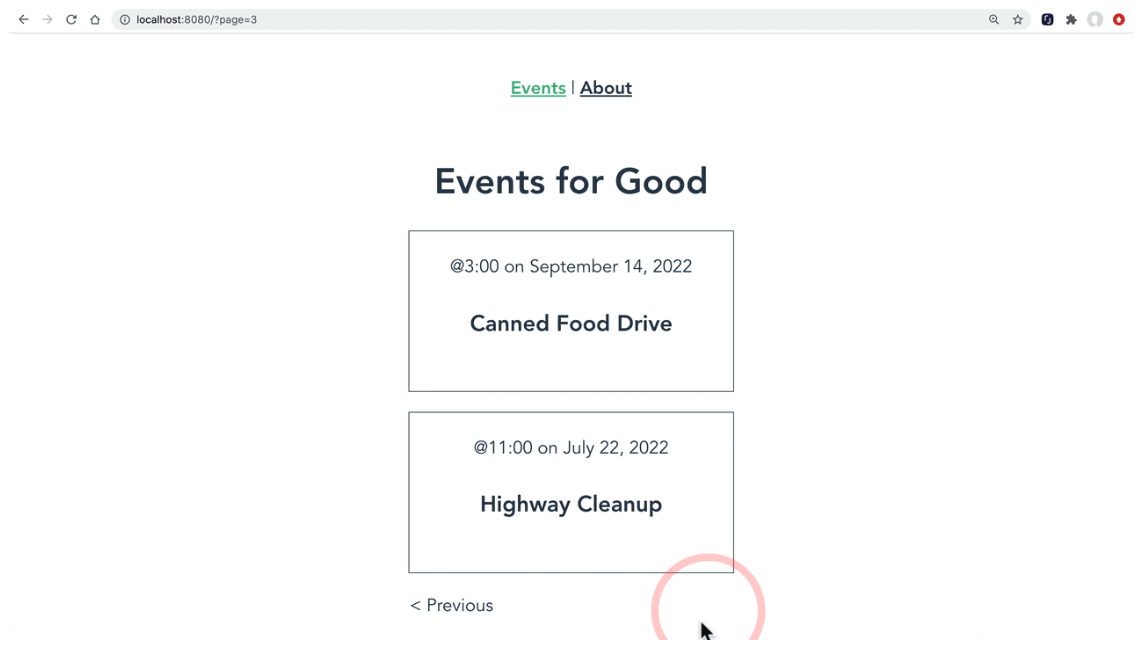 localhost:8080/?page=3
Events | About
Events for Good
@3:00 on September 14, 2022
Canned Food Drive
@11:00 on July 22, 2022
Highway Cleanup
< Previous